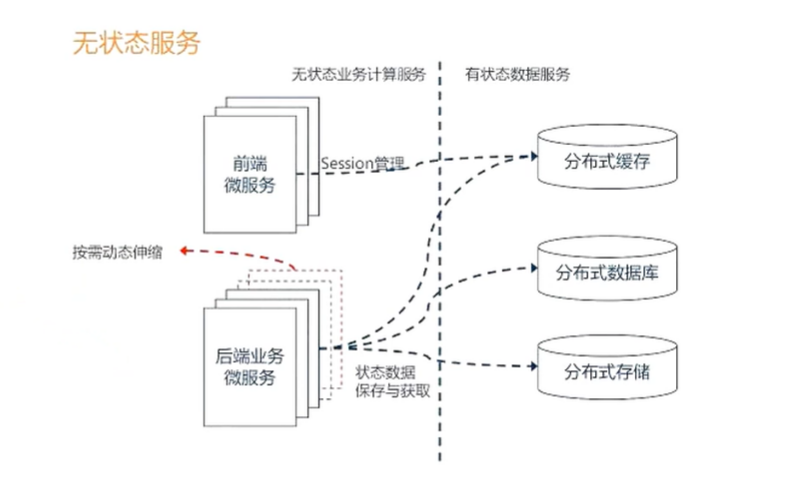 无状态服务
无状态业务计算服务
有状态数据服务
前端
微服务
Session管理
分布式缓存
按需动态伸缩
分布式数据库
后端业务
微服务
状态数据
保存与获取
分布式存储